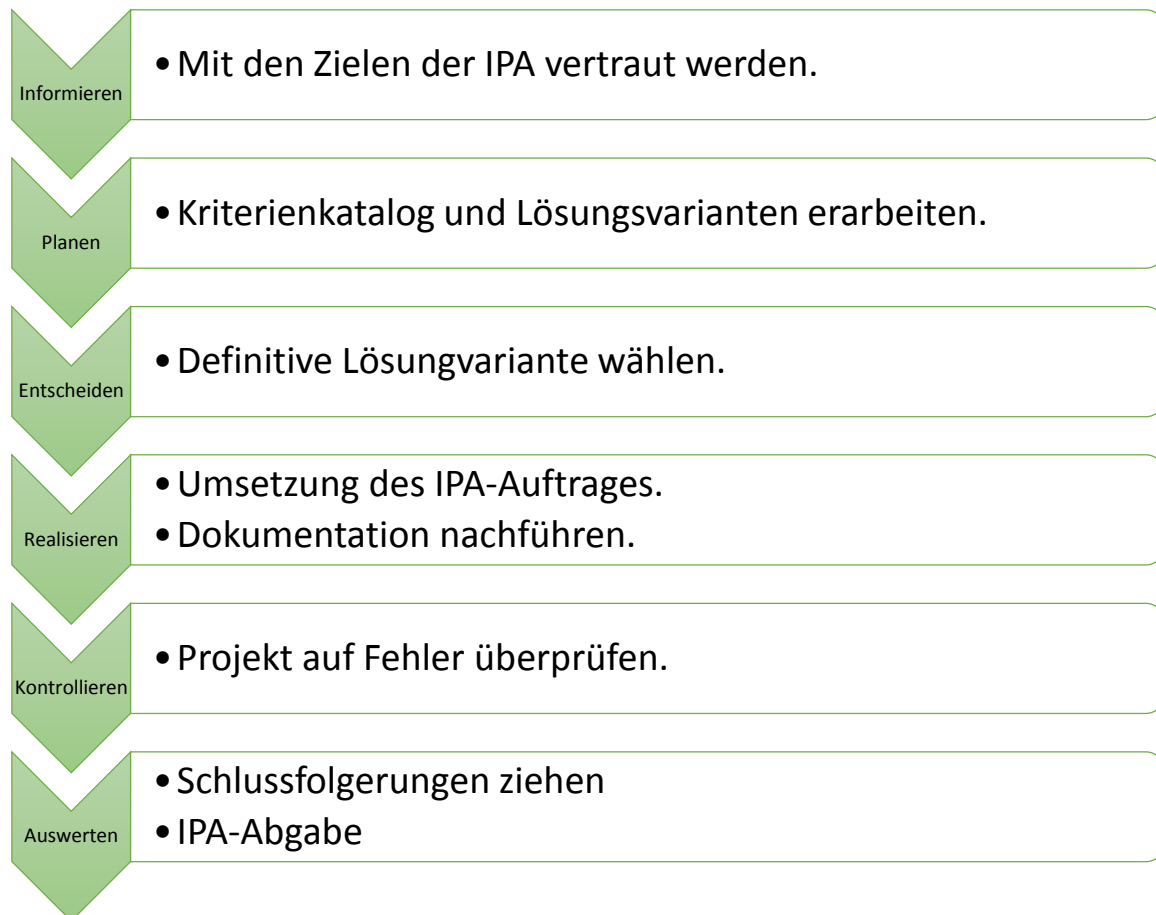 Informieren
• Mit den Zielen der IPA vertraut werden.
Planen
• Kriterienkatalog und Lösungsvarianten erarbeiten.
Entscheiden
• Definitive Lösungvariante wählen.
Realisieren
• Umsetzung des IPA-Auftrages.
• Dokumentation nachführen.
Kontrollieren
• Projekt auf Fehler überprüfen.
Auswerten
• Schlussfolgerungen ziehen
• IPA-Abgabe